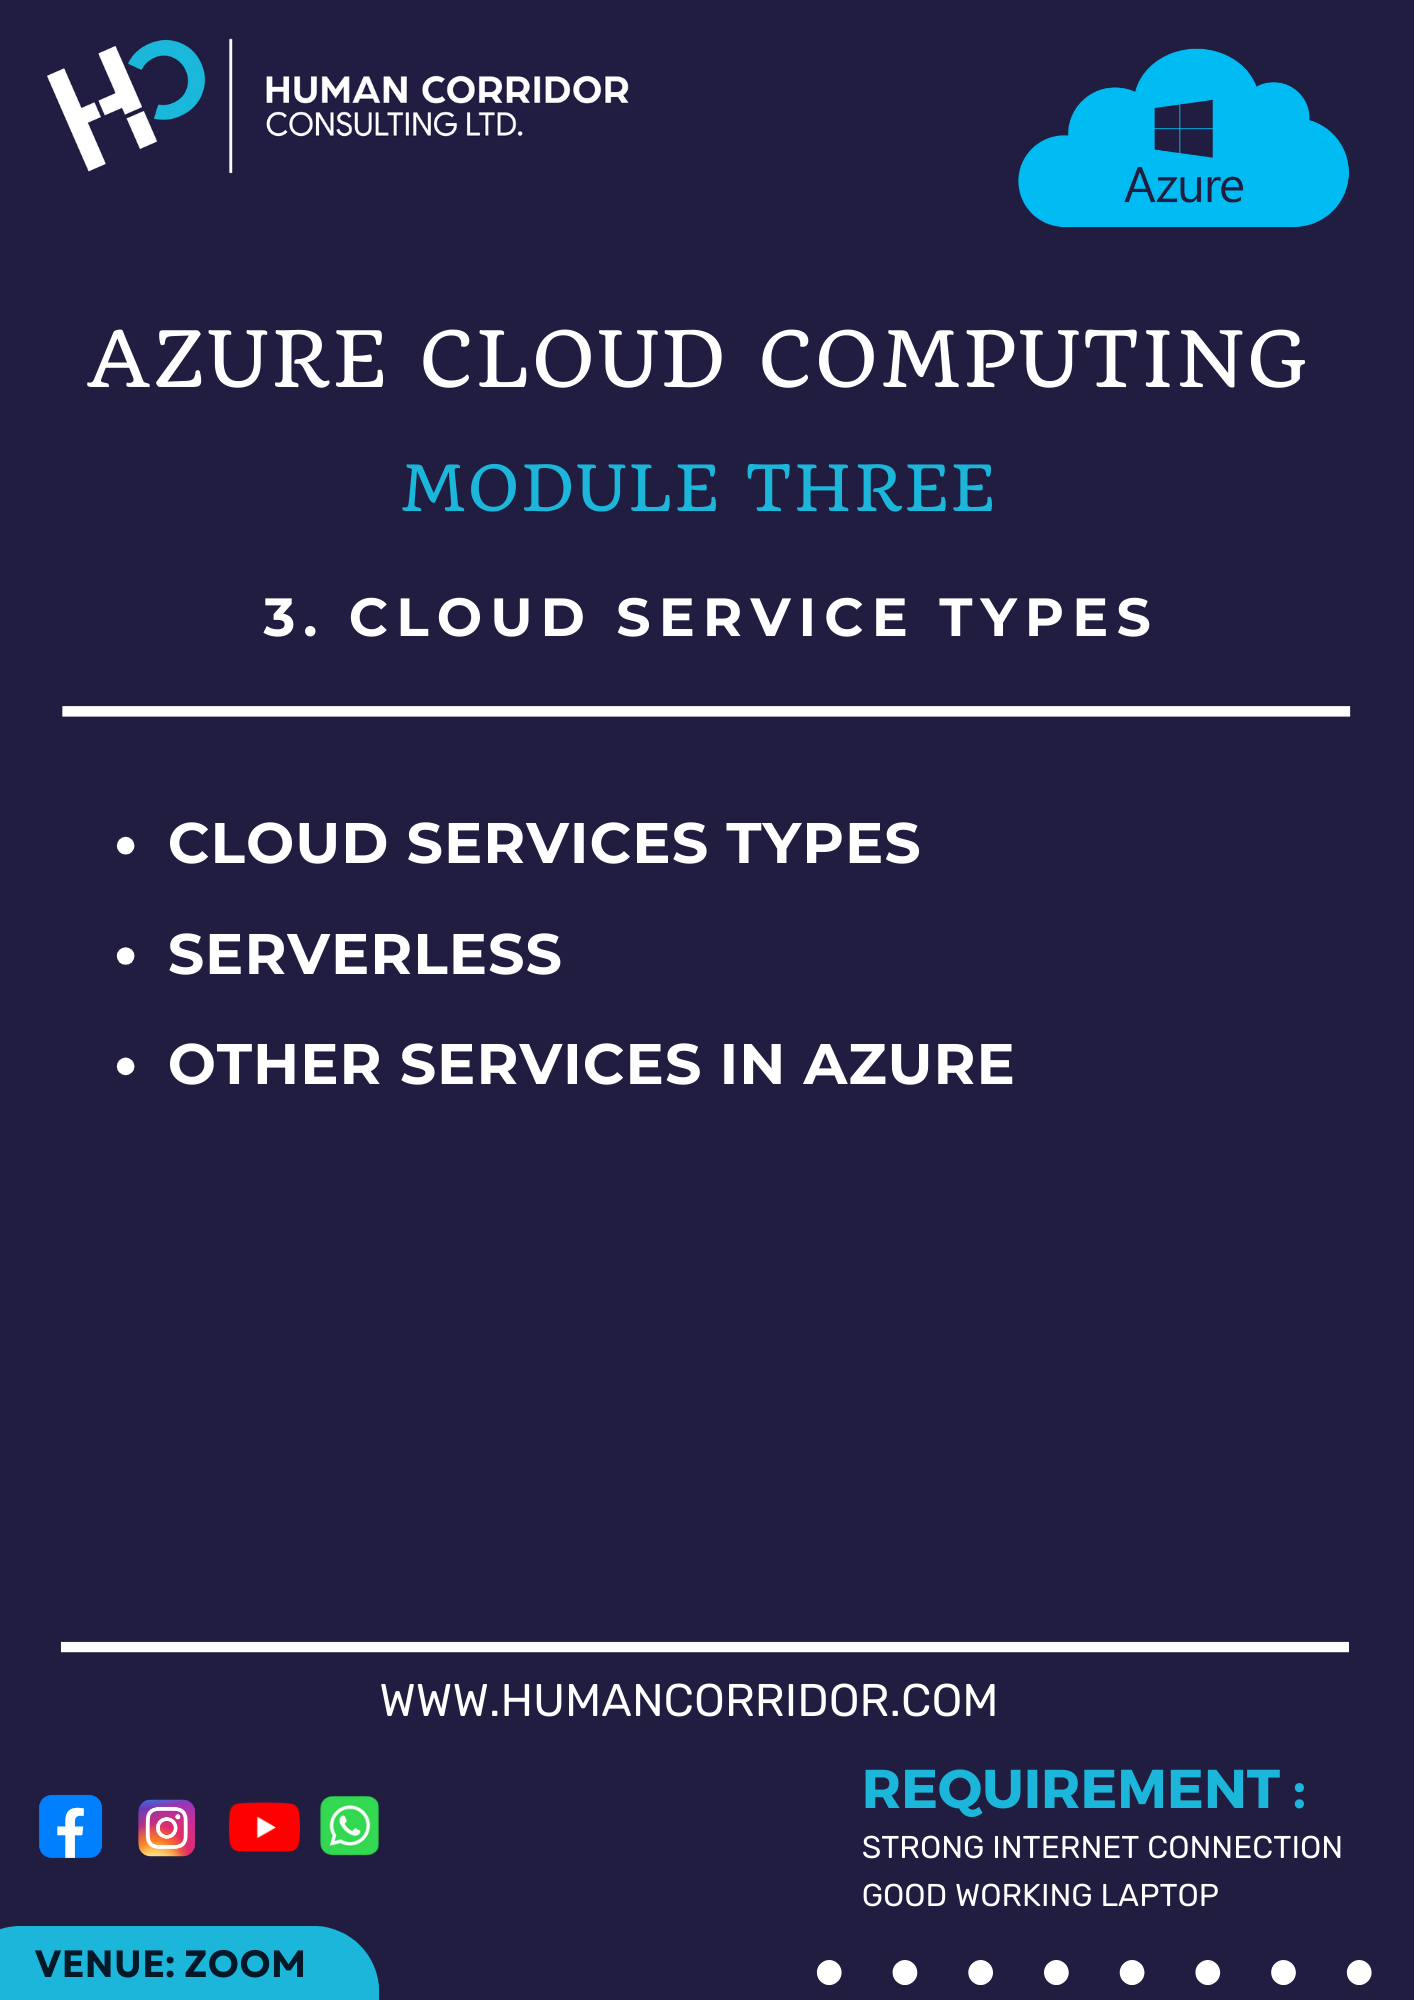 HUMAN CORRIDOR
CONSULTING LTD.
Azure
AZURE CLOUD COMPUTING
MODULE THREE
3. CLOUD SERVICE TYPES
• CLOUD SERVICES TYPES
• SERVERLESS
• OTHER SERVICES IN AZURE
WWW.HUMANCORRIDOR.COM
REQUIREMENT :
STRONG INTERNET CONNECTION
GOOD WORKING LAPTOP
VENUE: ZOOM